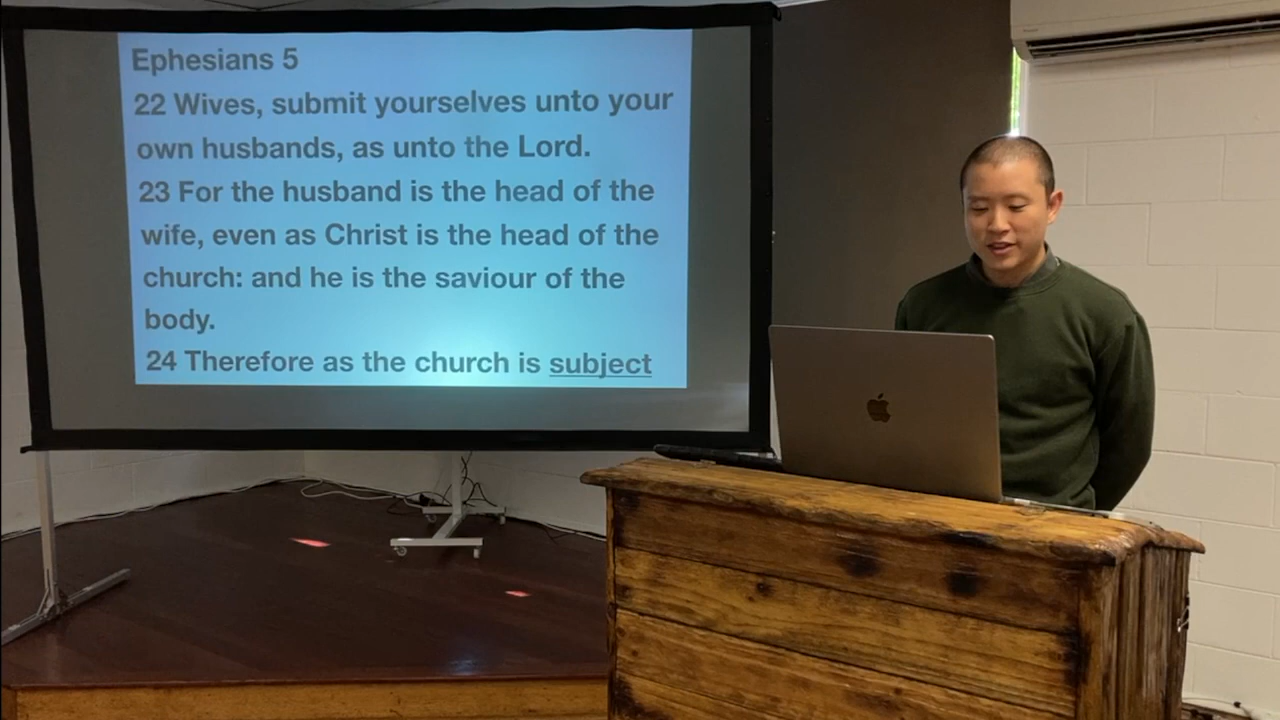 Ephesians 5
22 Wives, submit yourselves unto your
own husbands, as unto the Lord.
23 For the husband is the head of the
wife, even as Christ is the head of the
church: and he is the saviour of the
body.
24 Therefore as the church is subject